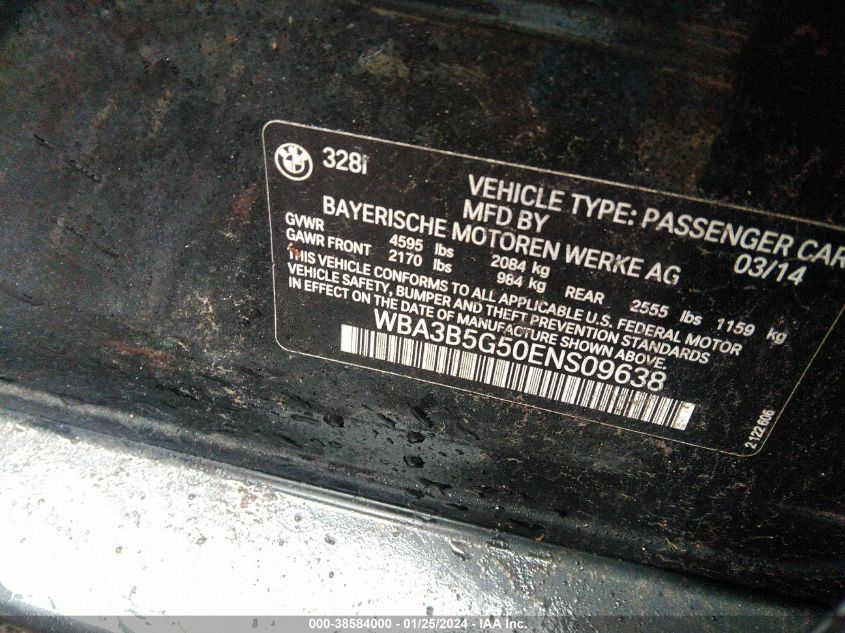 328i
VEHICLE TYPE: PASSENGER CAR
MFD BY 03/14
BAYERISCHE MOTOREN WERKE AG
GVWR 4595 lbs 2084 kg
GAWR FRONT 2170 lbs 984 kg REAR 2555 lbs 1159 kg
THIS VEHICLE CONFORMS TO ALL APPLICABLE U.S. FEDERAL MOTOR
VEHICLE SAFETY, BUMPER AND THEFT PREVENTION STANDARDS
IN EFFECT ON THE DATE OF MANUFACTURE SHOWN ABOVE.
WBA3B5G50ENS09638
2 122 606
000-38584000 - 01/25/2024 - IAA Inc.